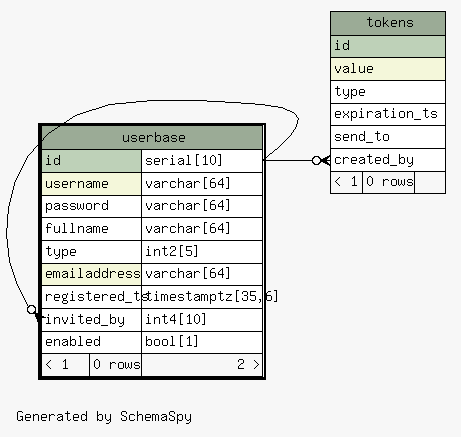 tokens
id
value
type
expiration_ts
send_to
created_by
< 1 0 rows
userbase
id serial[10]
username varchar[64]
password varchar[64]
fullname varchar[64]
type int2[5]
emailaddress varchar[64]
registered_ts timestamptz[35,6]
invited_by int4[10]
enabled bool[1]
< 1 0 rows 2 >
Generated by SchemaSpy